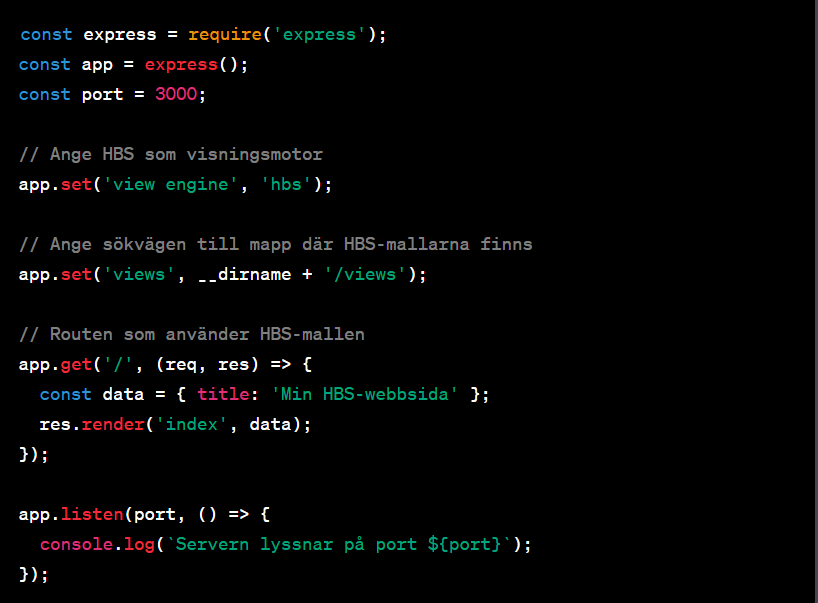 const express = require('express');
const app = express();
const port = 3000;
// Ange HBS som visningsmotor
app.set('view engine', 'hbs');
// Ange sökvägen till mapp där HBS-mallarna finns
app.set('views', __dirname + '/views');
// Routen som använder HBS-mallen
app.get('/', (req, res) => {
  const data = { title: 'Min HBS-webbsida' };
  res.render('index', data);
});
app.listen(port, () => {
  console.log(`Servern lyssnar på port ${port}`);
});